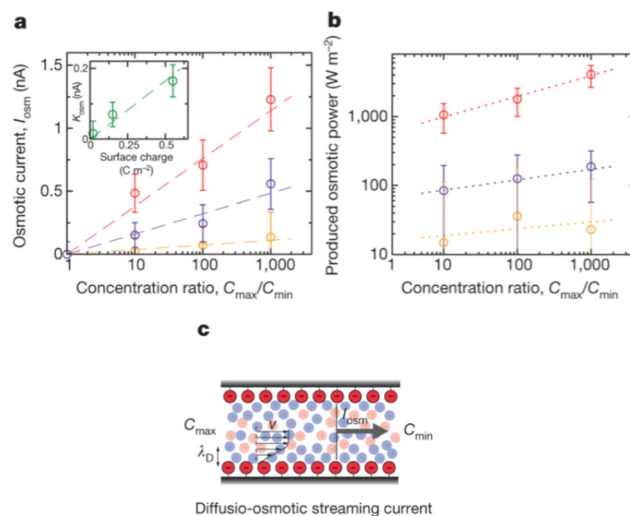 a
b
Osmotic current, I_osm (nA)
1.5
1
0.5
0
1
10
100
1,000
Concentration ratio, C_max/C_min
K_osm (nA)
0.2
0
0
0.25
0.5
Surface charge
(C m⁻²)
Produced osmotic power (W m⁻²)
1,000
100
10
1
10
100
1,000
Concentration ratio, C_max/C_min
c
C_max
v
I_osm
C_min
λ_D
Diffusio-osmotic streaming current